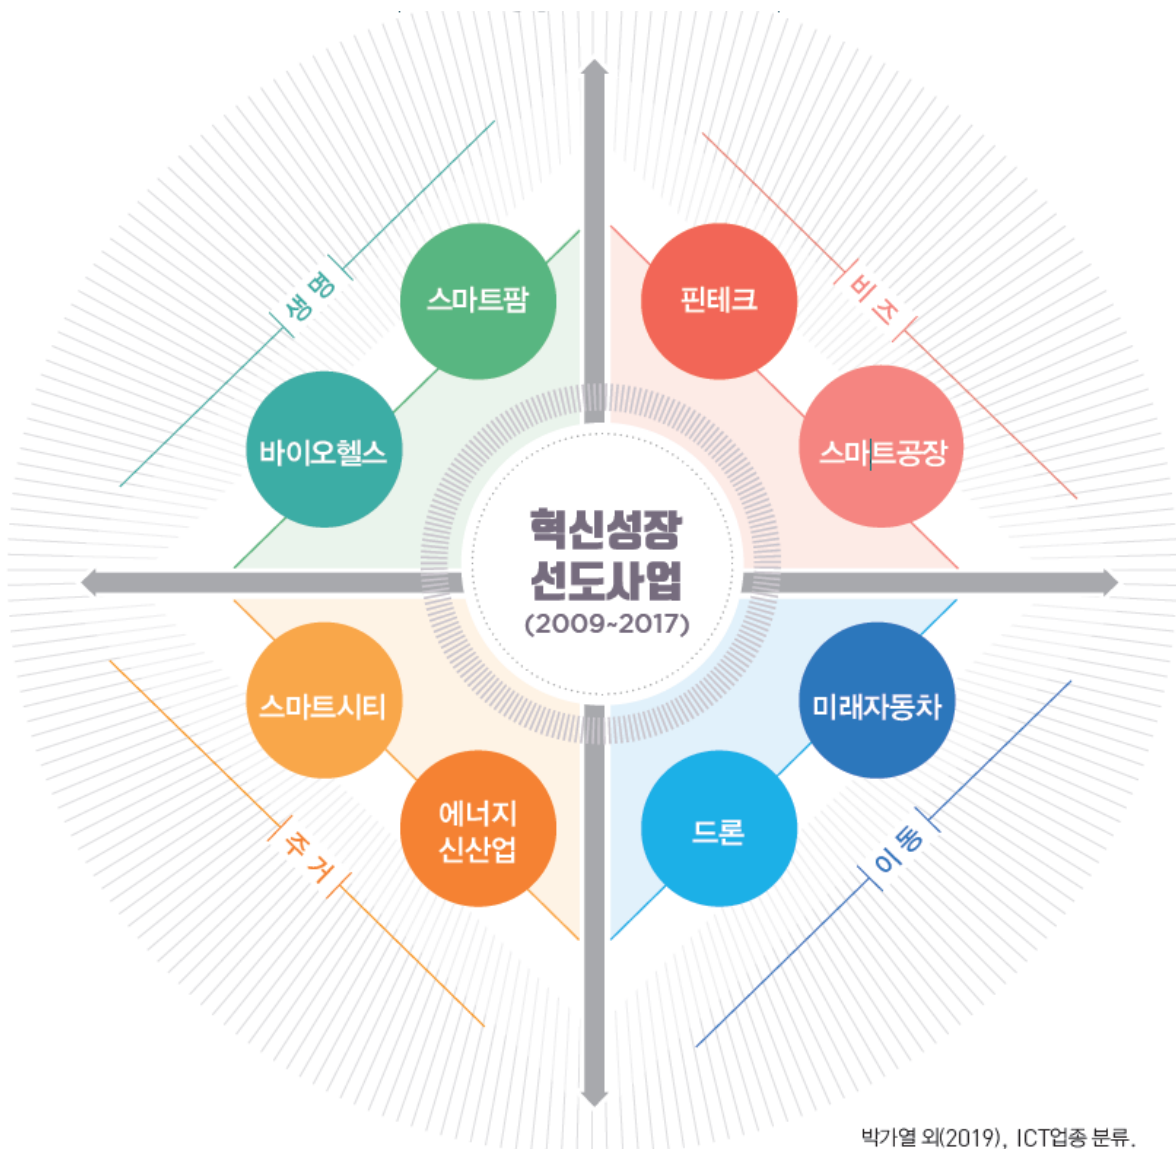 생명
비즈
스마트팜
핀테크
바이오헬스
스마트공장
혁신성장
선도사업
(2009~2017)
스마트시티
미래자동차
에너지
신산업
드론
주거
이동
박가열 외(2019), ICT업종 분류.